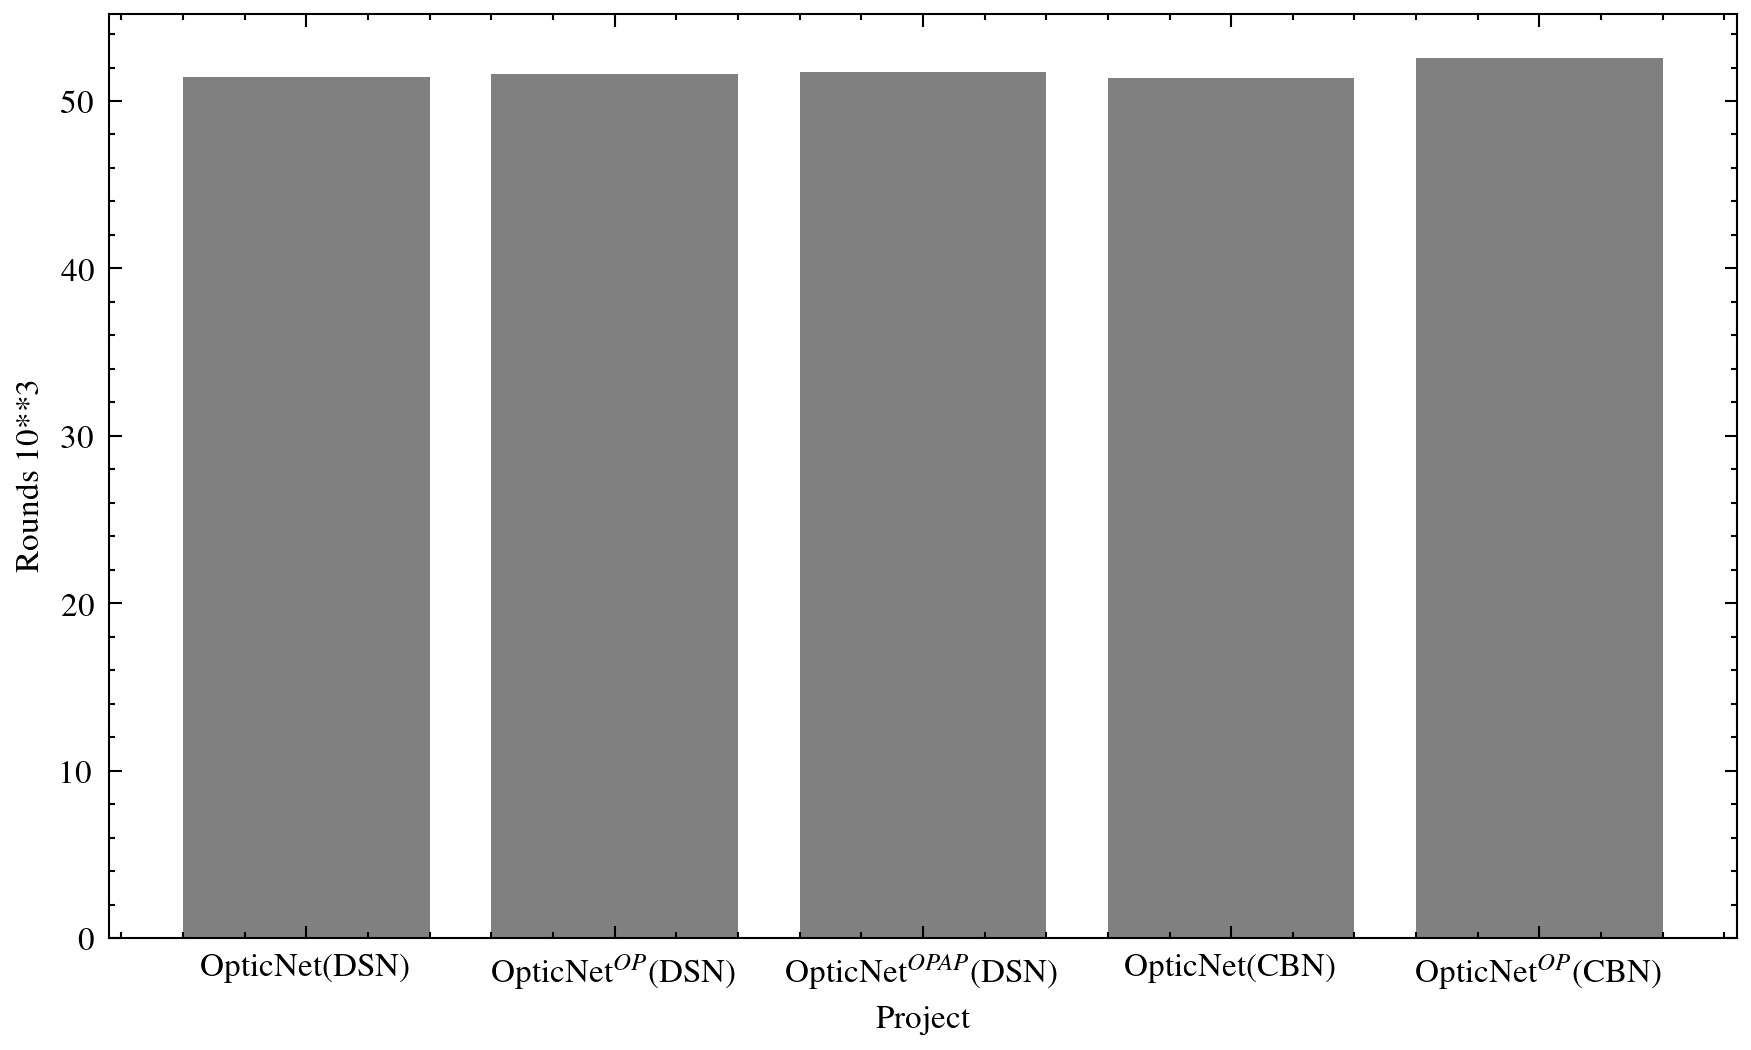 50
40
30
20
10
0
Rounds 10**3
OpticNet(DSN) OpticNet^OP(DSN) OpticNet^OPAP(DSN) OpticNet(CBN) OpticNet^OP(CBN)
Project